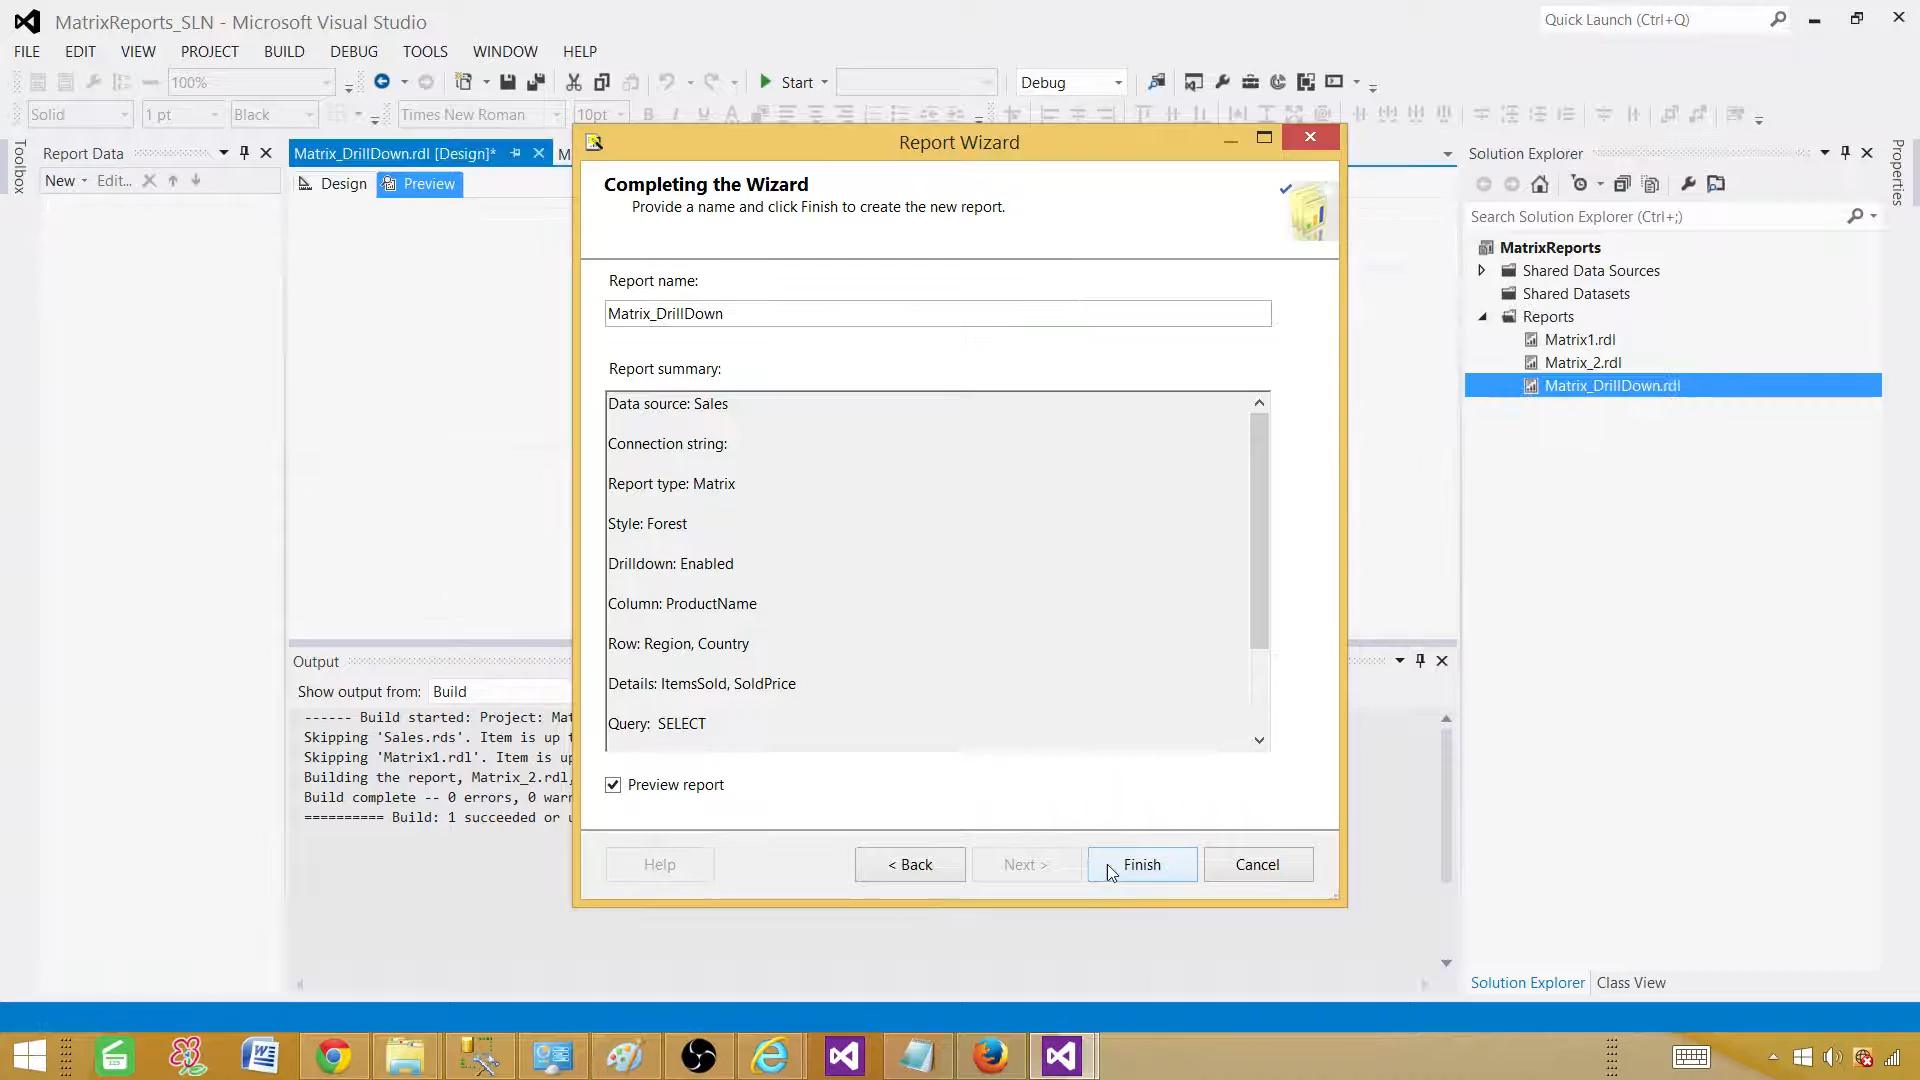 MatrixReports_SLN - Microsoft Visual Studio
Quick Launch (Ctrl+Q)
FILE EDIT VIEW PROJECT BUILD DEBUG TOOLS WINDOW HELP
100%
Start
Debug
Solid 1 pt Black Times New Roman 10pt
B I U A
Toolbox
Report Data
New Edit...
Matrix_DrillDown.rdl [Design]*
M
Design Preview
Report Wizard
Completing the Wizard
Provide a name and click Finish to create the new report.
Report name:
Matrix_DrillDown
Report summary:
Data source: Sales
Connection string:
Report type: Matrix
Style: Forest
Drilldown: Enabled
Column: ProductName
Row: Region, Country
Details: ItemsSold, SoldPrice
Query: SELECT
Preview report
Help < Back Next > Finish Cancel
Output
Show output from: Build
------ Build started: Project: Mat
Skipping 'Sales.rds'. Item is up t
Skipping 'Matrix1.rdl'. Item is up
Building the report, Matrix_2.rdl,
Build complete -- 0 errors, 0 warn
========== Build: 1 succeeded or u
Solution Explorer
Search Solution Explorer (Ctrl+;)
MatrixReports
Shared Data Sources
Shared Datasets
Reports
Matrix1.rdl
Matrix_2.rdl
Matrix_DrillDown.rdl
Properties
Solution Explorer Class View